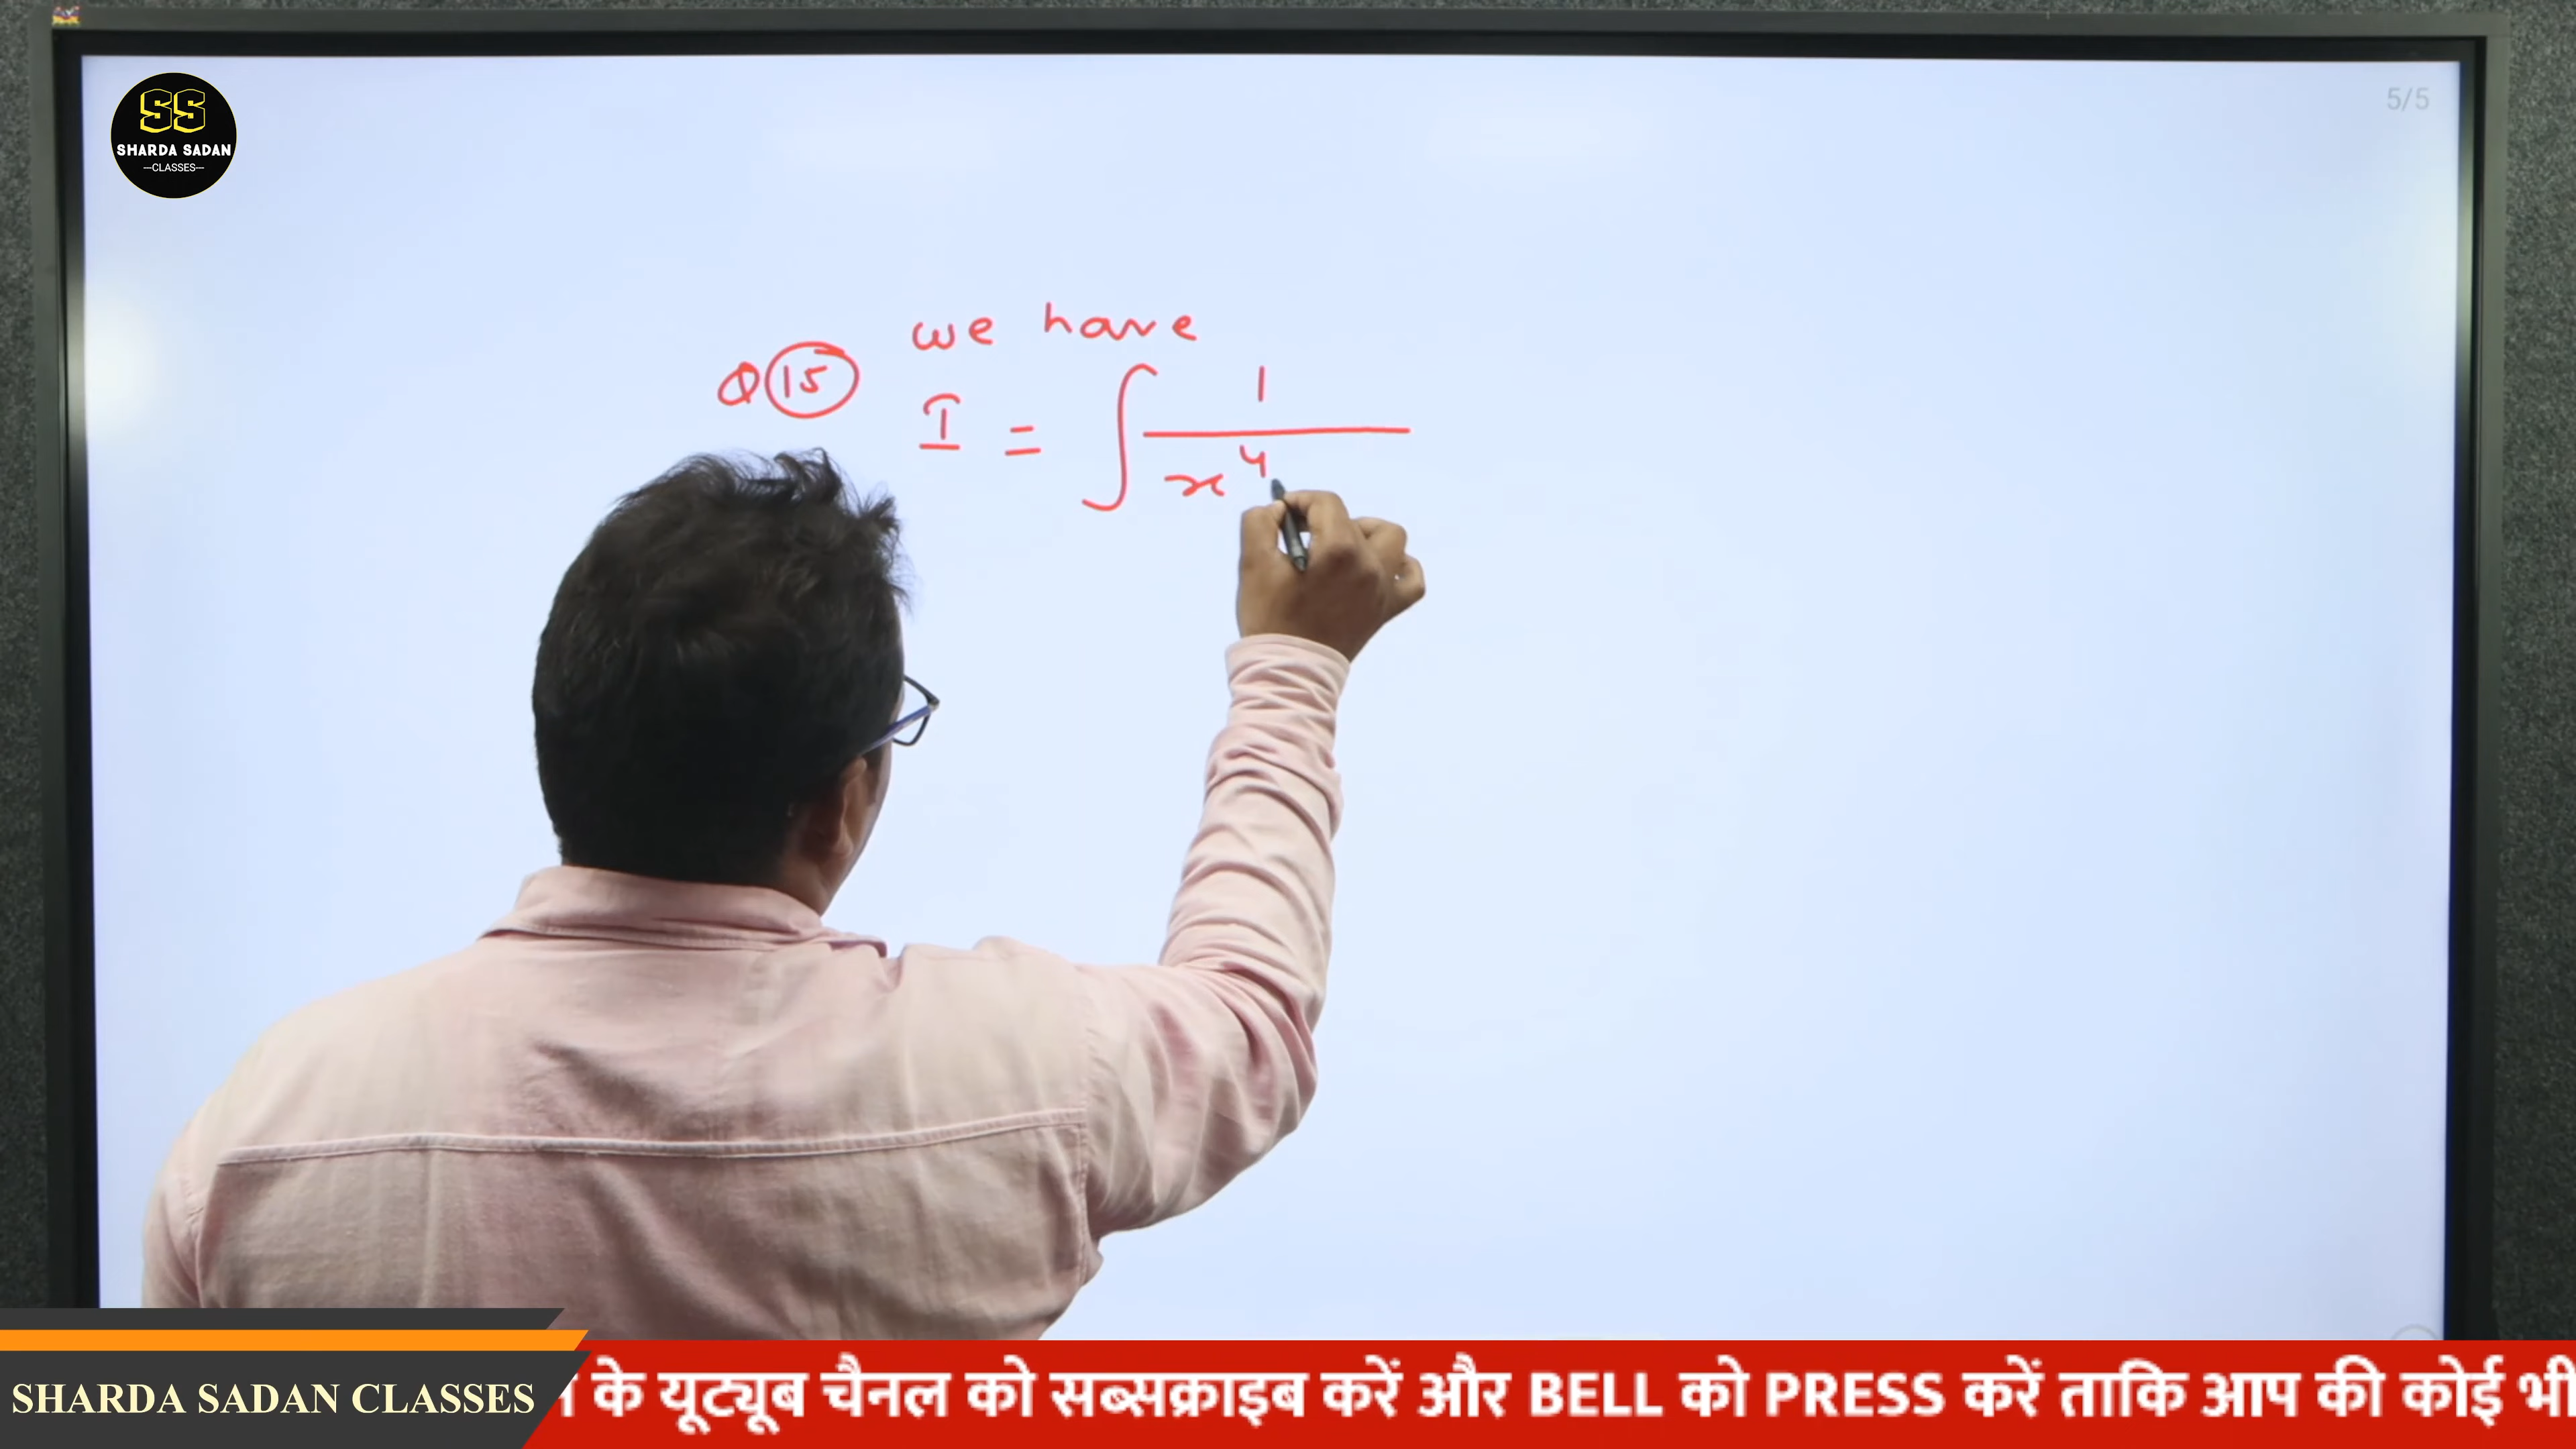 SS
SHARDA SADAN
—CLASSES—
5/5
we have
Q 15
I = ∫ 1 / x⁴
SHARDA SADAN CLASSES
के यूट्यूब चैनल को सब्सक्राइब करें और BELL को PRESS करें ताकि आप की कोई भी